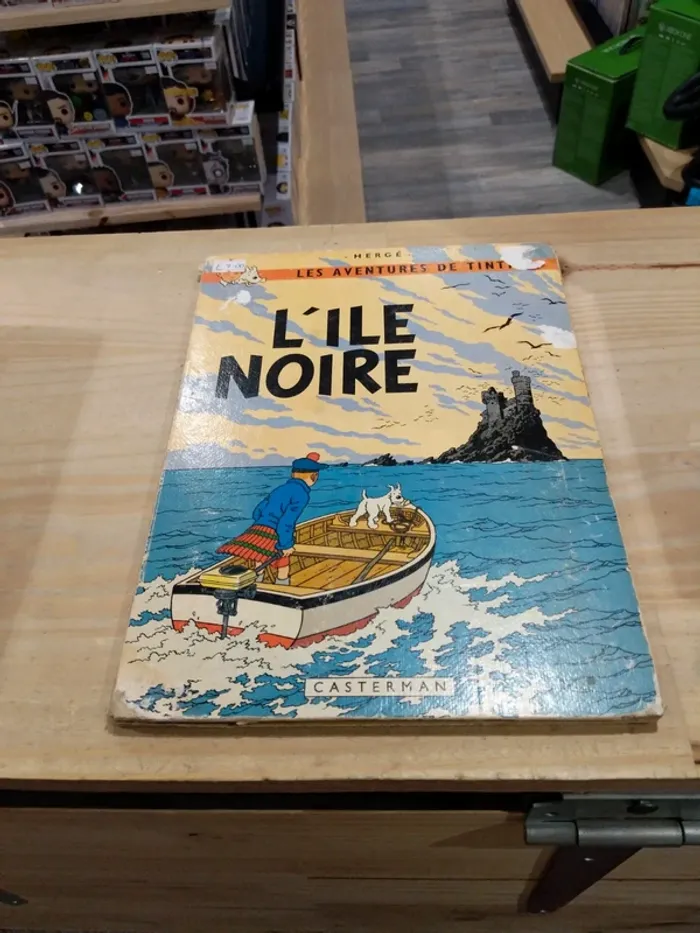 HERGÉ
LES AVENTURES DE TINT
L'ILE
NOIRE
CASTERMAN